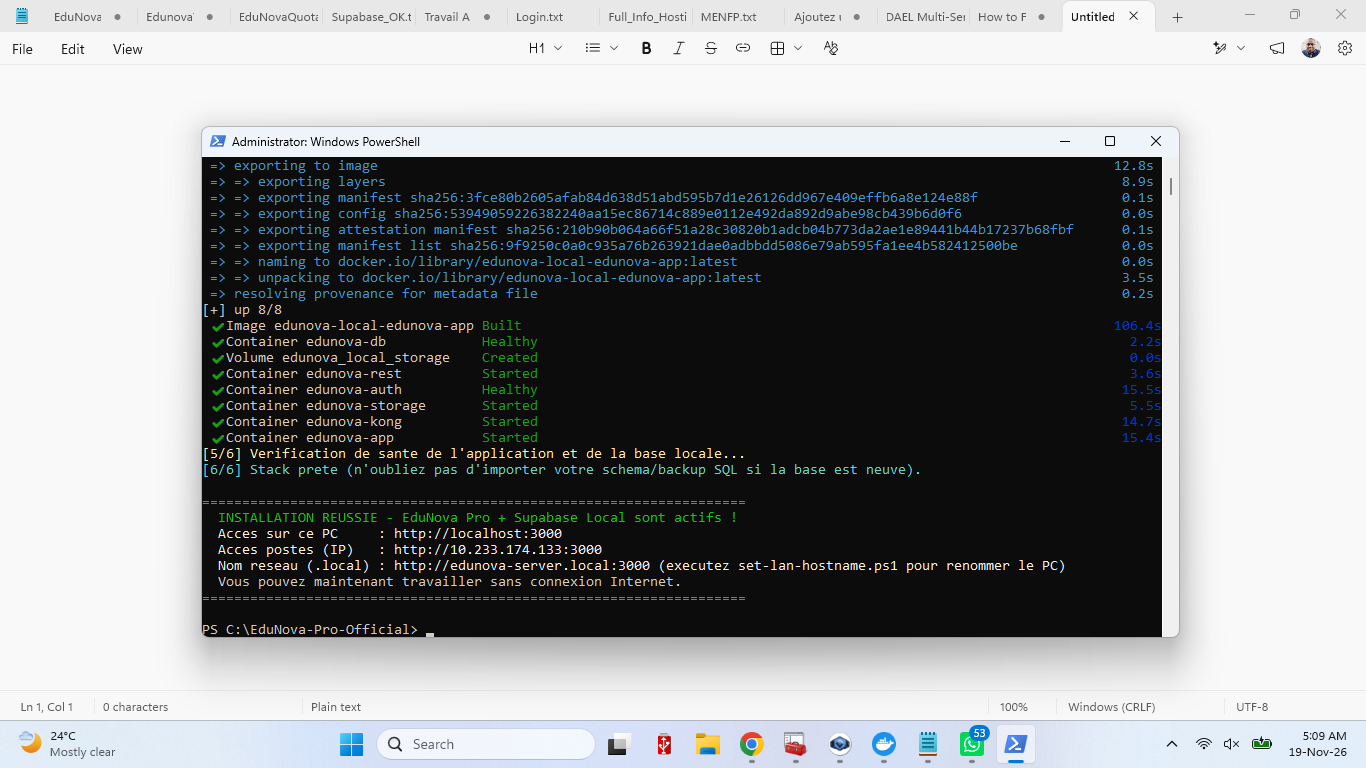 EduNova
Edunova
EduNovaQuota
Supabase_OK.t
Travail A
Login.txt
Full_Info_Hosti
MENFP.txt
Ajoutez u
DAEL Multi-Ser
How to F
Untitled
File
Edit
View
H1
Administrator: Windows PowerShell
=> exporting to image 12.8s
=> => exporting layers 8.9s
=> => exporting manifest sha256:3fce80b2605afab84d638d51abd595b7d1e26126dd967e409effb6a8e124e88f 0.1s
=> => exporting config sha256:53949059226382240aa15ec86714c889e0112e492da892d9abe98cb439b6d0f6 0.0s
=> => exporting attestation manifest sha256:210b90b064a66f51a28c30820b1adcb04b773da2ae1e89441b44b17237b68fbf 0.1s
=> => exporting manifest list sha256:9f9250c0a0c935a76b263921dae0adbbdd5086e79ab595fa1ee4b582412500be 0.0s
=> => naming to docker.io/library/edunova-local-edunova-app:latest 0.0s
=> => unpacking to docker.io/library/edunova-local-edunova-app:latest 3.5s
=> resolving provenance for metadata file 0.2s
[+] up 8/8
✔Image edunova-local-edunova-app Built 106.4s
✔Container edunova-db Healthy 2.2s
✔Volume edunova_local_storage Created 0.0s
✔Container edunova-rest Started 3.6s
✔Container edunova-auth Healthy 15.5s
✔Container edunova-storage Started 5.5s
✔Container edunova-kong Started 14.7s
✔Container edunova-app Started 15.4s
[5/6] Verification de sante de l'application et de la base locale...
[6/6] Stack prete (n'oubliez pas d'importer votre schema/backup SQL si la base est neuve).
====================================================================
INSTALLATION REUSSIE - EduNova Pro + Supabase Local sont actifs !
Acces sur ce PC : http://localhost:3000
Acces postes (IP) : http://10.233.174.133:3000
Nom reseau (.local) : http://edunova-server.local:3000 (executez set-lan-hostname.ps1 pour renommer le PC)
Vous pouvez maintenant travailler sans connexion Internet.
====================================================================
PS C:\EduNova-Pro-Official>
Ln 1, Col 1
0 characters
Plain text
100%
Windows (CRLF)
UTF-8
24°C
Mostly clear
Search
53
5:09 AM
19-Nov-26